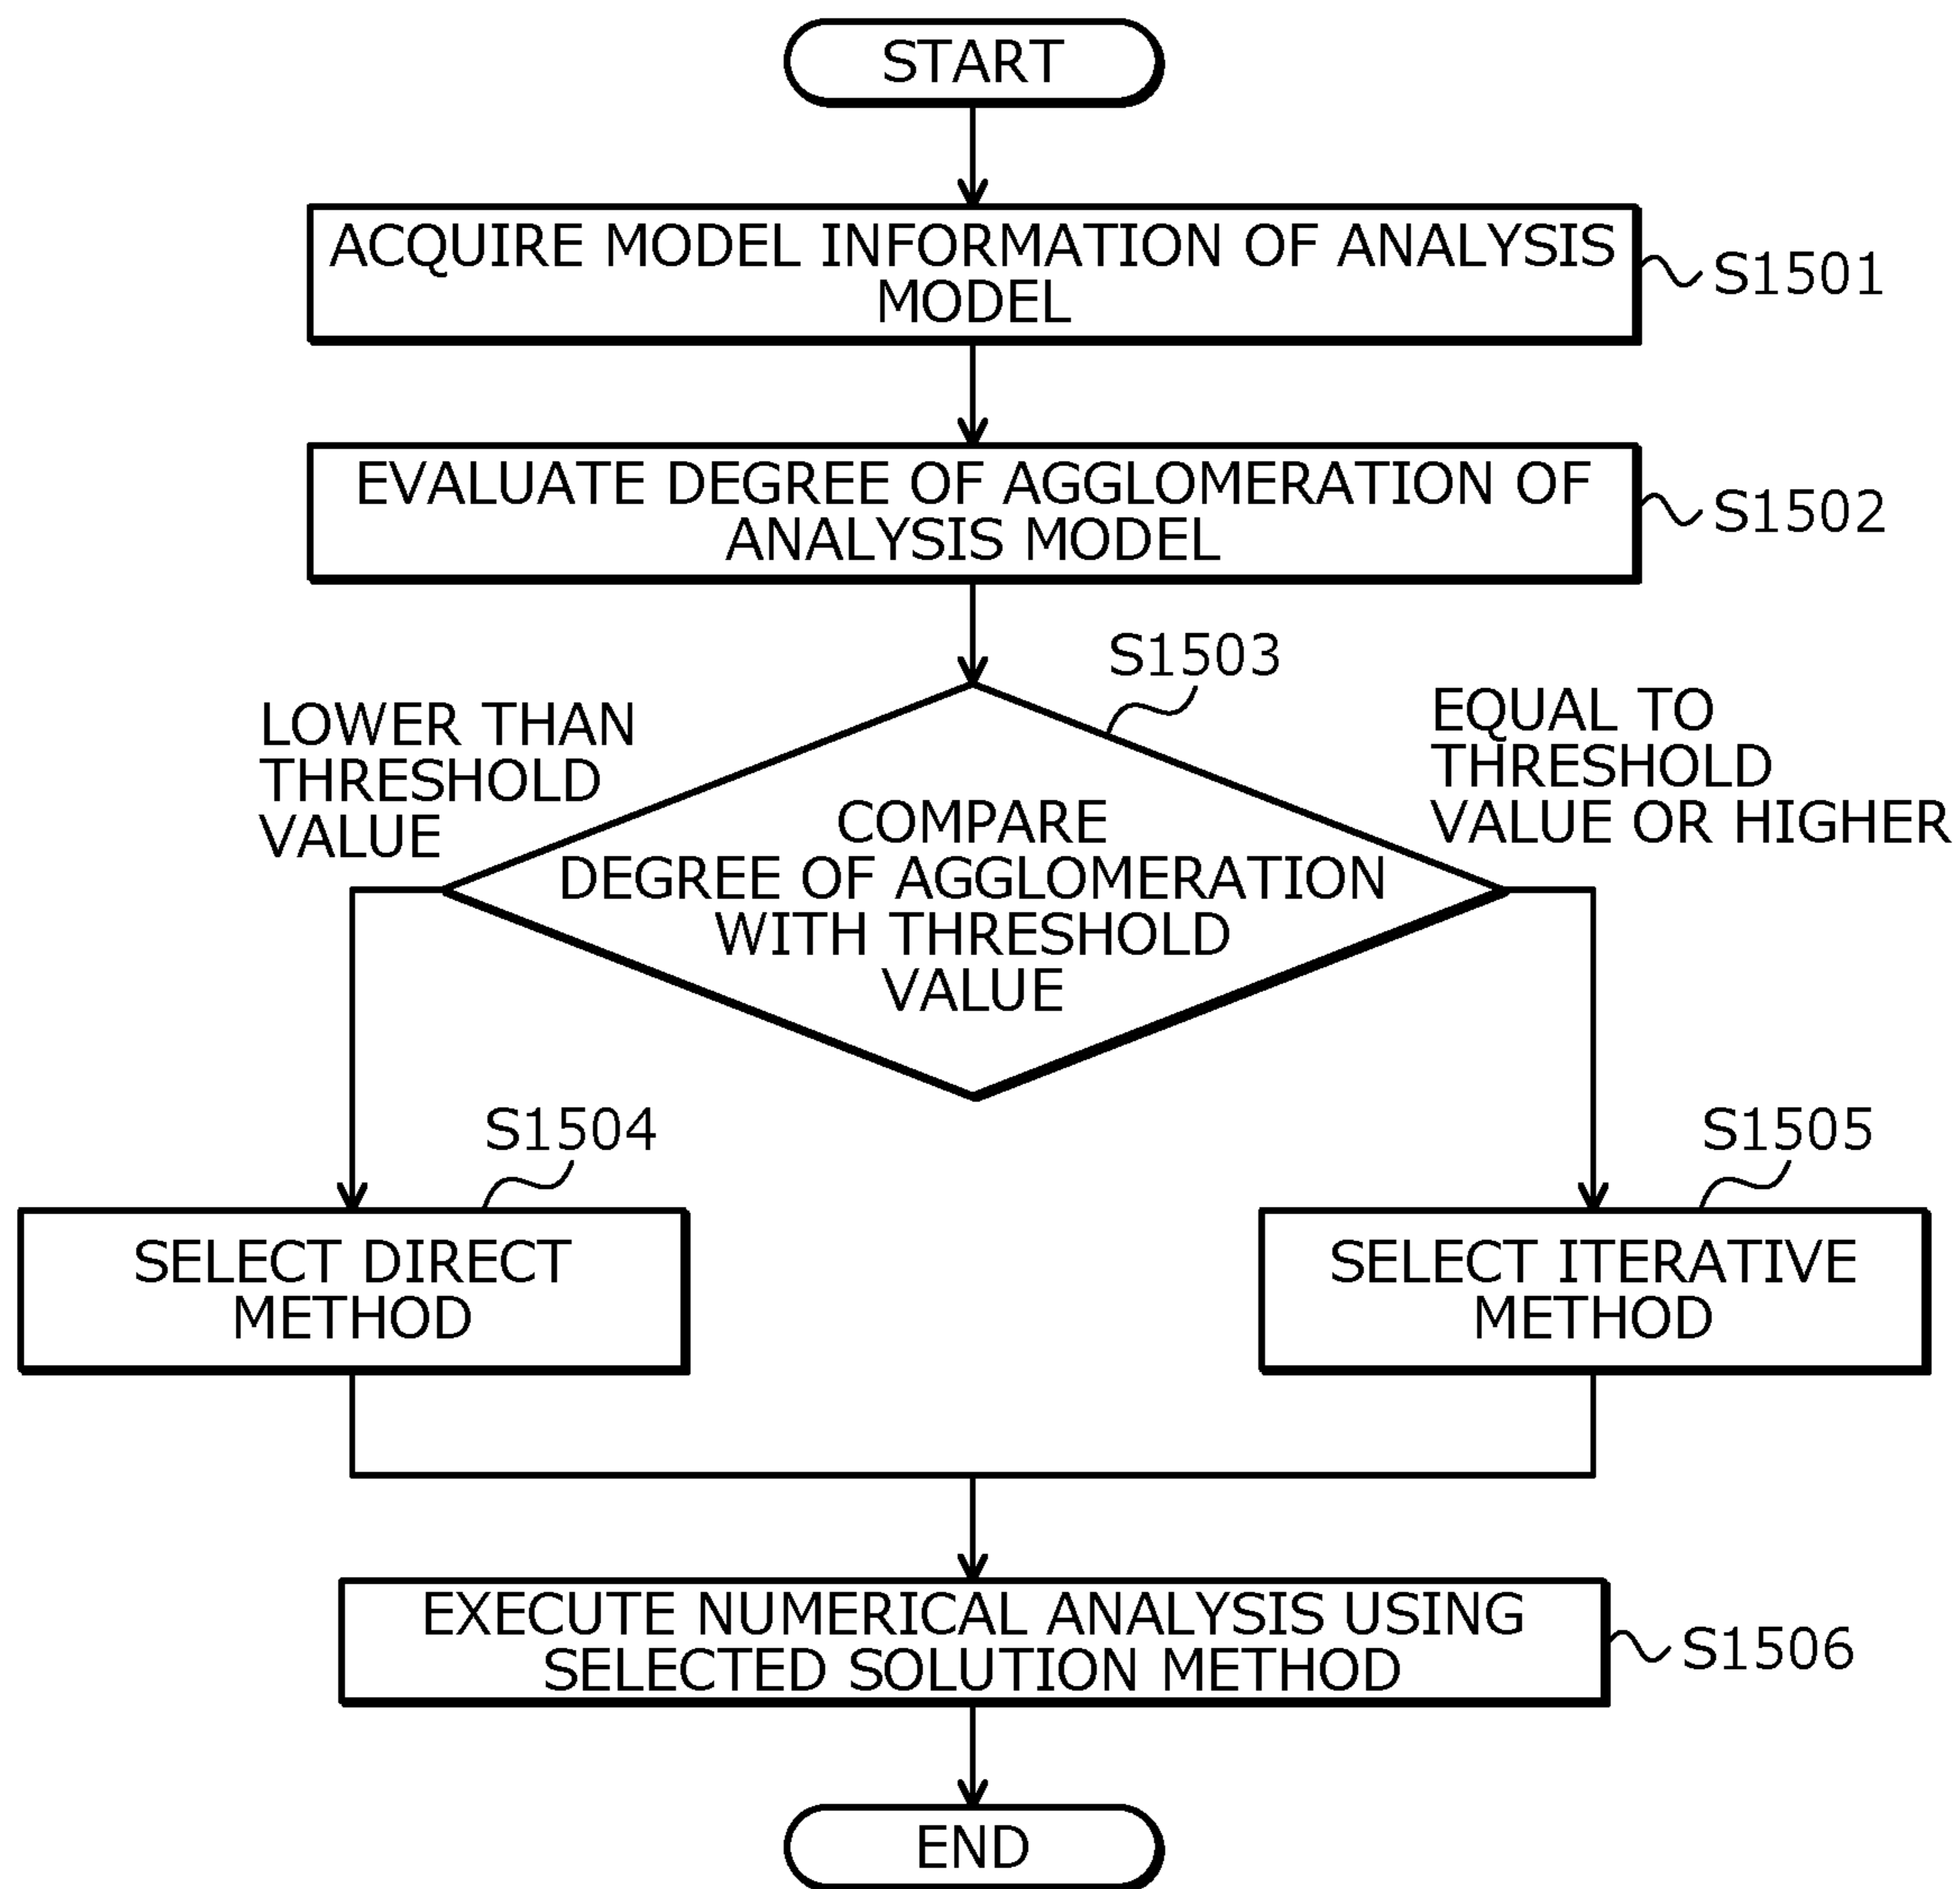 START
ACQUIRE MODEL INFORMATION OF ANALYSIS
MODEL
S1501
EVALUATE DEGREE OF AGGLOMERATION OF
ANALYSIS MODEL
S1502
S1503
LOWER THAN
THRESHOLD
VALUE
COMPARE
DEGREE OF AGGLOMERATION
WITH THRESHOLD
VALUE
EQUAL TO
THRESHOLD
VALUE OR HIGHER
S1504
SELECT DIRECT
METHOD
S1505
SELECT ITERATIVE
METHOD
EXECUTE NUMERICAL ANALYSIS USING
SELECTED SOLUTION METHOD
S1506
END